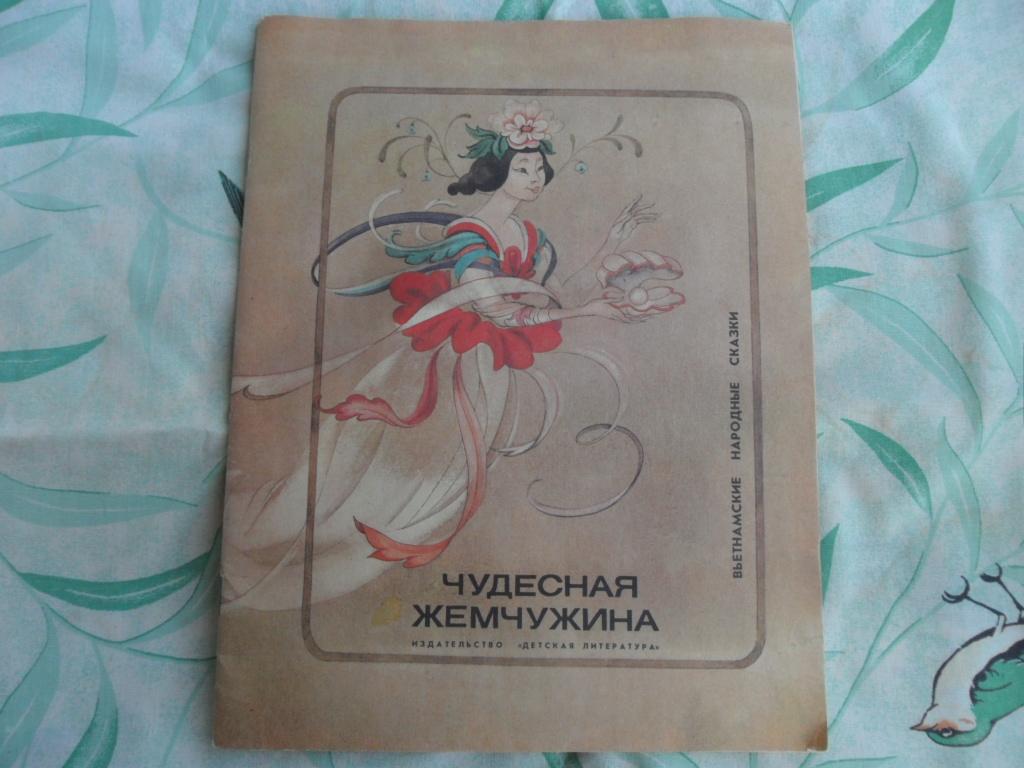 ВЬЕТНАМСКИЕ НАРОДНЫЕ СКАЗКИ
ЧУДЕСНАЯ
ЖЕМЧУЖИНА
ИЗДАТЕЛЬСТВО «ДЕТСКАЯ ЛИТЕРАТУРА»